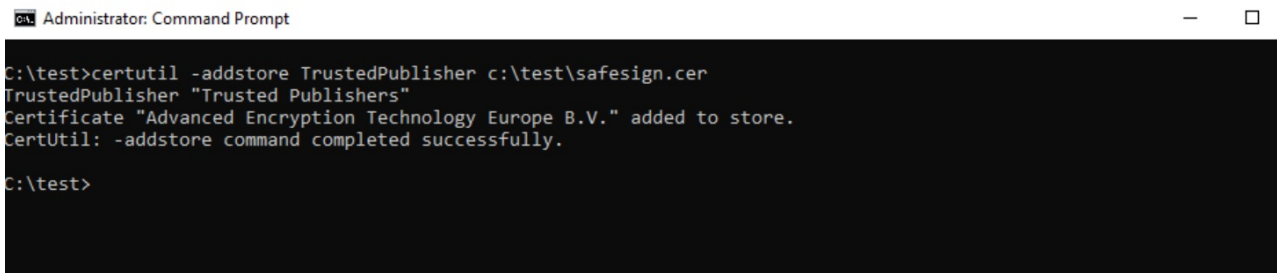 Administrator: Command Prompt
C:\test>certutil -addstore TrustedPublisher c:\test\safesign.cer
TrustedPublisher "Trusted Publishers"
Certificate "Advanced Encryption Technology Europe B.V." added to store.
CertUtil: -addstore command completed successfully.
C:\test>